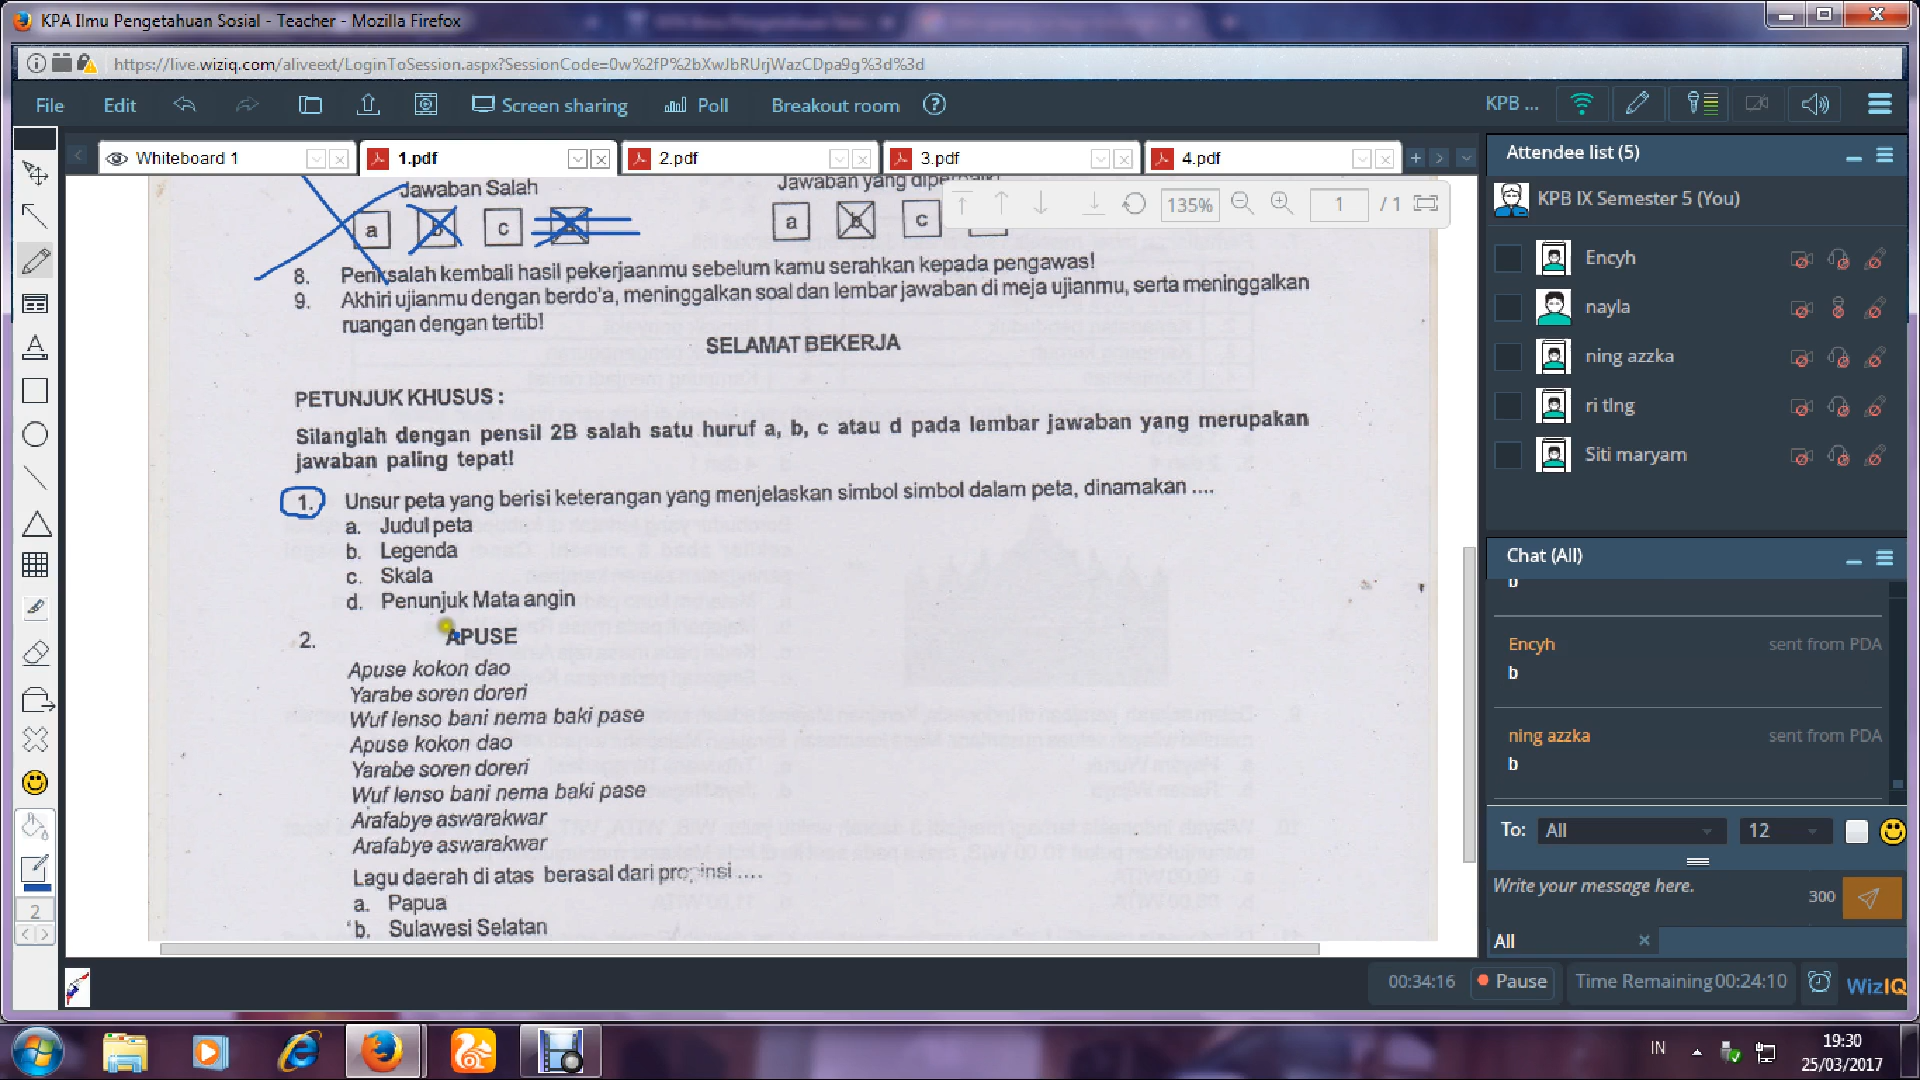 KPA Ilmu Pengetahuan Sosial - Teacher - Mozilla Firefox
https://live.wiziq.com/aliveext/LoginToSession.aspx?SessionCode=0w%2fP%2bXwJbRUrjWazCDpa9g%3d%3d
File Edit Screen sharing Poll Breakout room ? KPB ...
Whiteboard 1 1.pdf 2.pdf 3.pdf 4.pdf
135% 1 / 1
Jawaban Salah
Jawaban yang
a b c
a b c
8. Periksalah kembali hasil pekerjaanmu sebelum kamu serahkan kepada pengawas!
9. Akhiri ujianmu dengan berdo'a, meninggalkan soal dan lembar jawaban di meja ujianmu, serta meninggalkan
ruangan dengan tertib!
SELAMAT BEKERJA
PETUNJUK KHUSUS :
Silanglah dengan pensil 2B salah satu huruf a, b, c atau d pada lembar jawaban yang merupakan
jawaban paling tepat!
1. Unsur peta yang berisi keterangan yang menjelaskan simbol simbol dalam peta, dinamakan ....
a. Judul peta
b. Legenda
c. Skala
d. Penunjuk Mata angin
2. APUSE
Apuse kokon dao
Yarabe soren doreri
Wuf lenso bani nema baki pase
Apuse kokon dao
Yarabe soren doreri
Wuf lenso bani nema baki pase
Arafabye aswarakwar
Arafabye aswarakwar
Lagu daerah di atas berasal dari propinsi ....
a. Papua
b. Sulawesi Selatan
2
Attendee list (5)
KPB IX Semester 5 (You)
Encyh
nayla
ning azzka
ri tlng
Siti maryam
Chat (All)
b
Encyh sent from PDA
b
ning azzka sent from PDA
b
To: All 12
Write your message here. 300
All
00:34:16 Pause Time Remaining 00:24:10 WizIQ
IN 19:30
25/03/2017